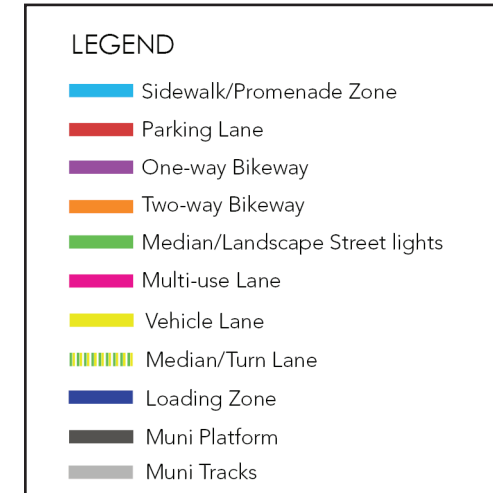 LEGEND
Sidewalk/Promenade Zone
Parking Lane
One-way Bikeway
Two-way Bikeway
Median/Landscape Street lights
Multi-use Lane
Vehicle Lane
Median/Turn Lane
Loading Zone
Muni Platform
Muni Tracks